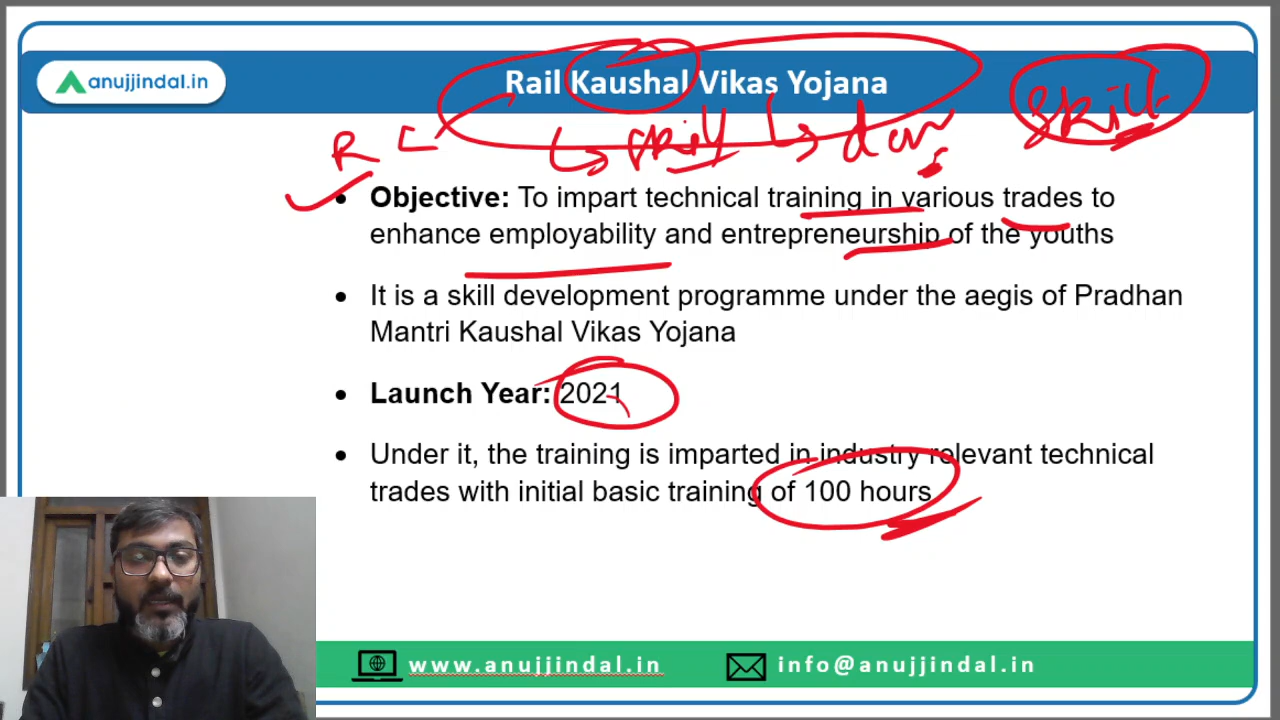 anujjindal.in
Rail Kaushal Vikas Yojana
skill
R
skill
dev
• Objective: To impart technical training in various trades to
enhance employability and entrepreneurship of the youths
• It is a skill development programme under the aegis of Pradhan
Mantri Kaushal Vikas Yojana
• Launch Year: 2021
• Under it, the training is imparted in industry relevant technical
trades with initial basic training of 100 hours
www.anujjindal.in
info@anujjindal.in